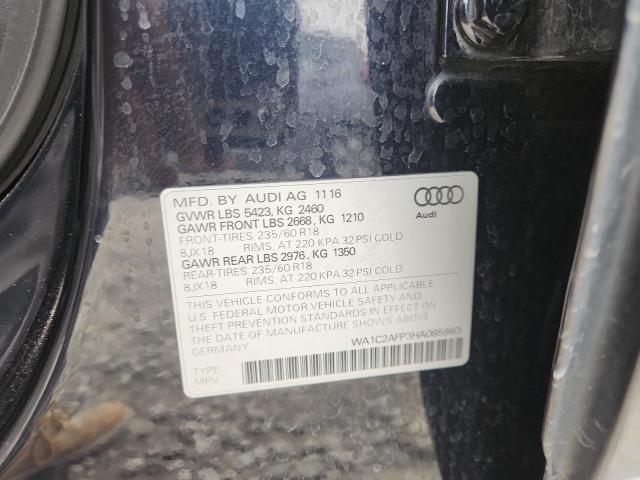 MFD. BY AUDI AG 11 16
GVWR LBS 5423, KG 2460
GAWR FRONT LBS 2668, KG 1210
FRONT-TIRES 235/60 R18
8JX18 RIMS, AT 220 KPA 32 PSI COLD
GAWR REAR LBS 2976, KG 1350
REAR-TIRES 235/60 R18
8JX18 RIMS, AT 220 KPA 32 PSI COLD
THIS VEHICLE CONFORMS TO ALL APPLICABLE
U.S. FEDERAL MOTOR VEHICLE SAFETY AND
THEFT PREVENTION STANDARDS IN EFFECT ON
THE DATE OF MANUFACTURE SHOWN ABOVE
GERMANY
WA1C2AFP3HA085983
TYPE
MPV
Audi